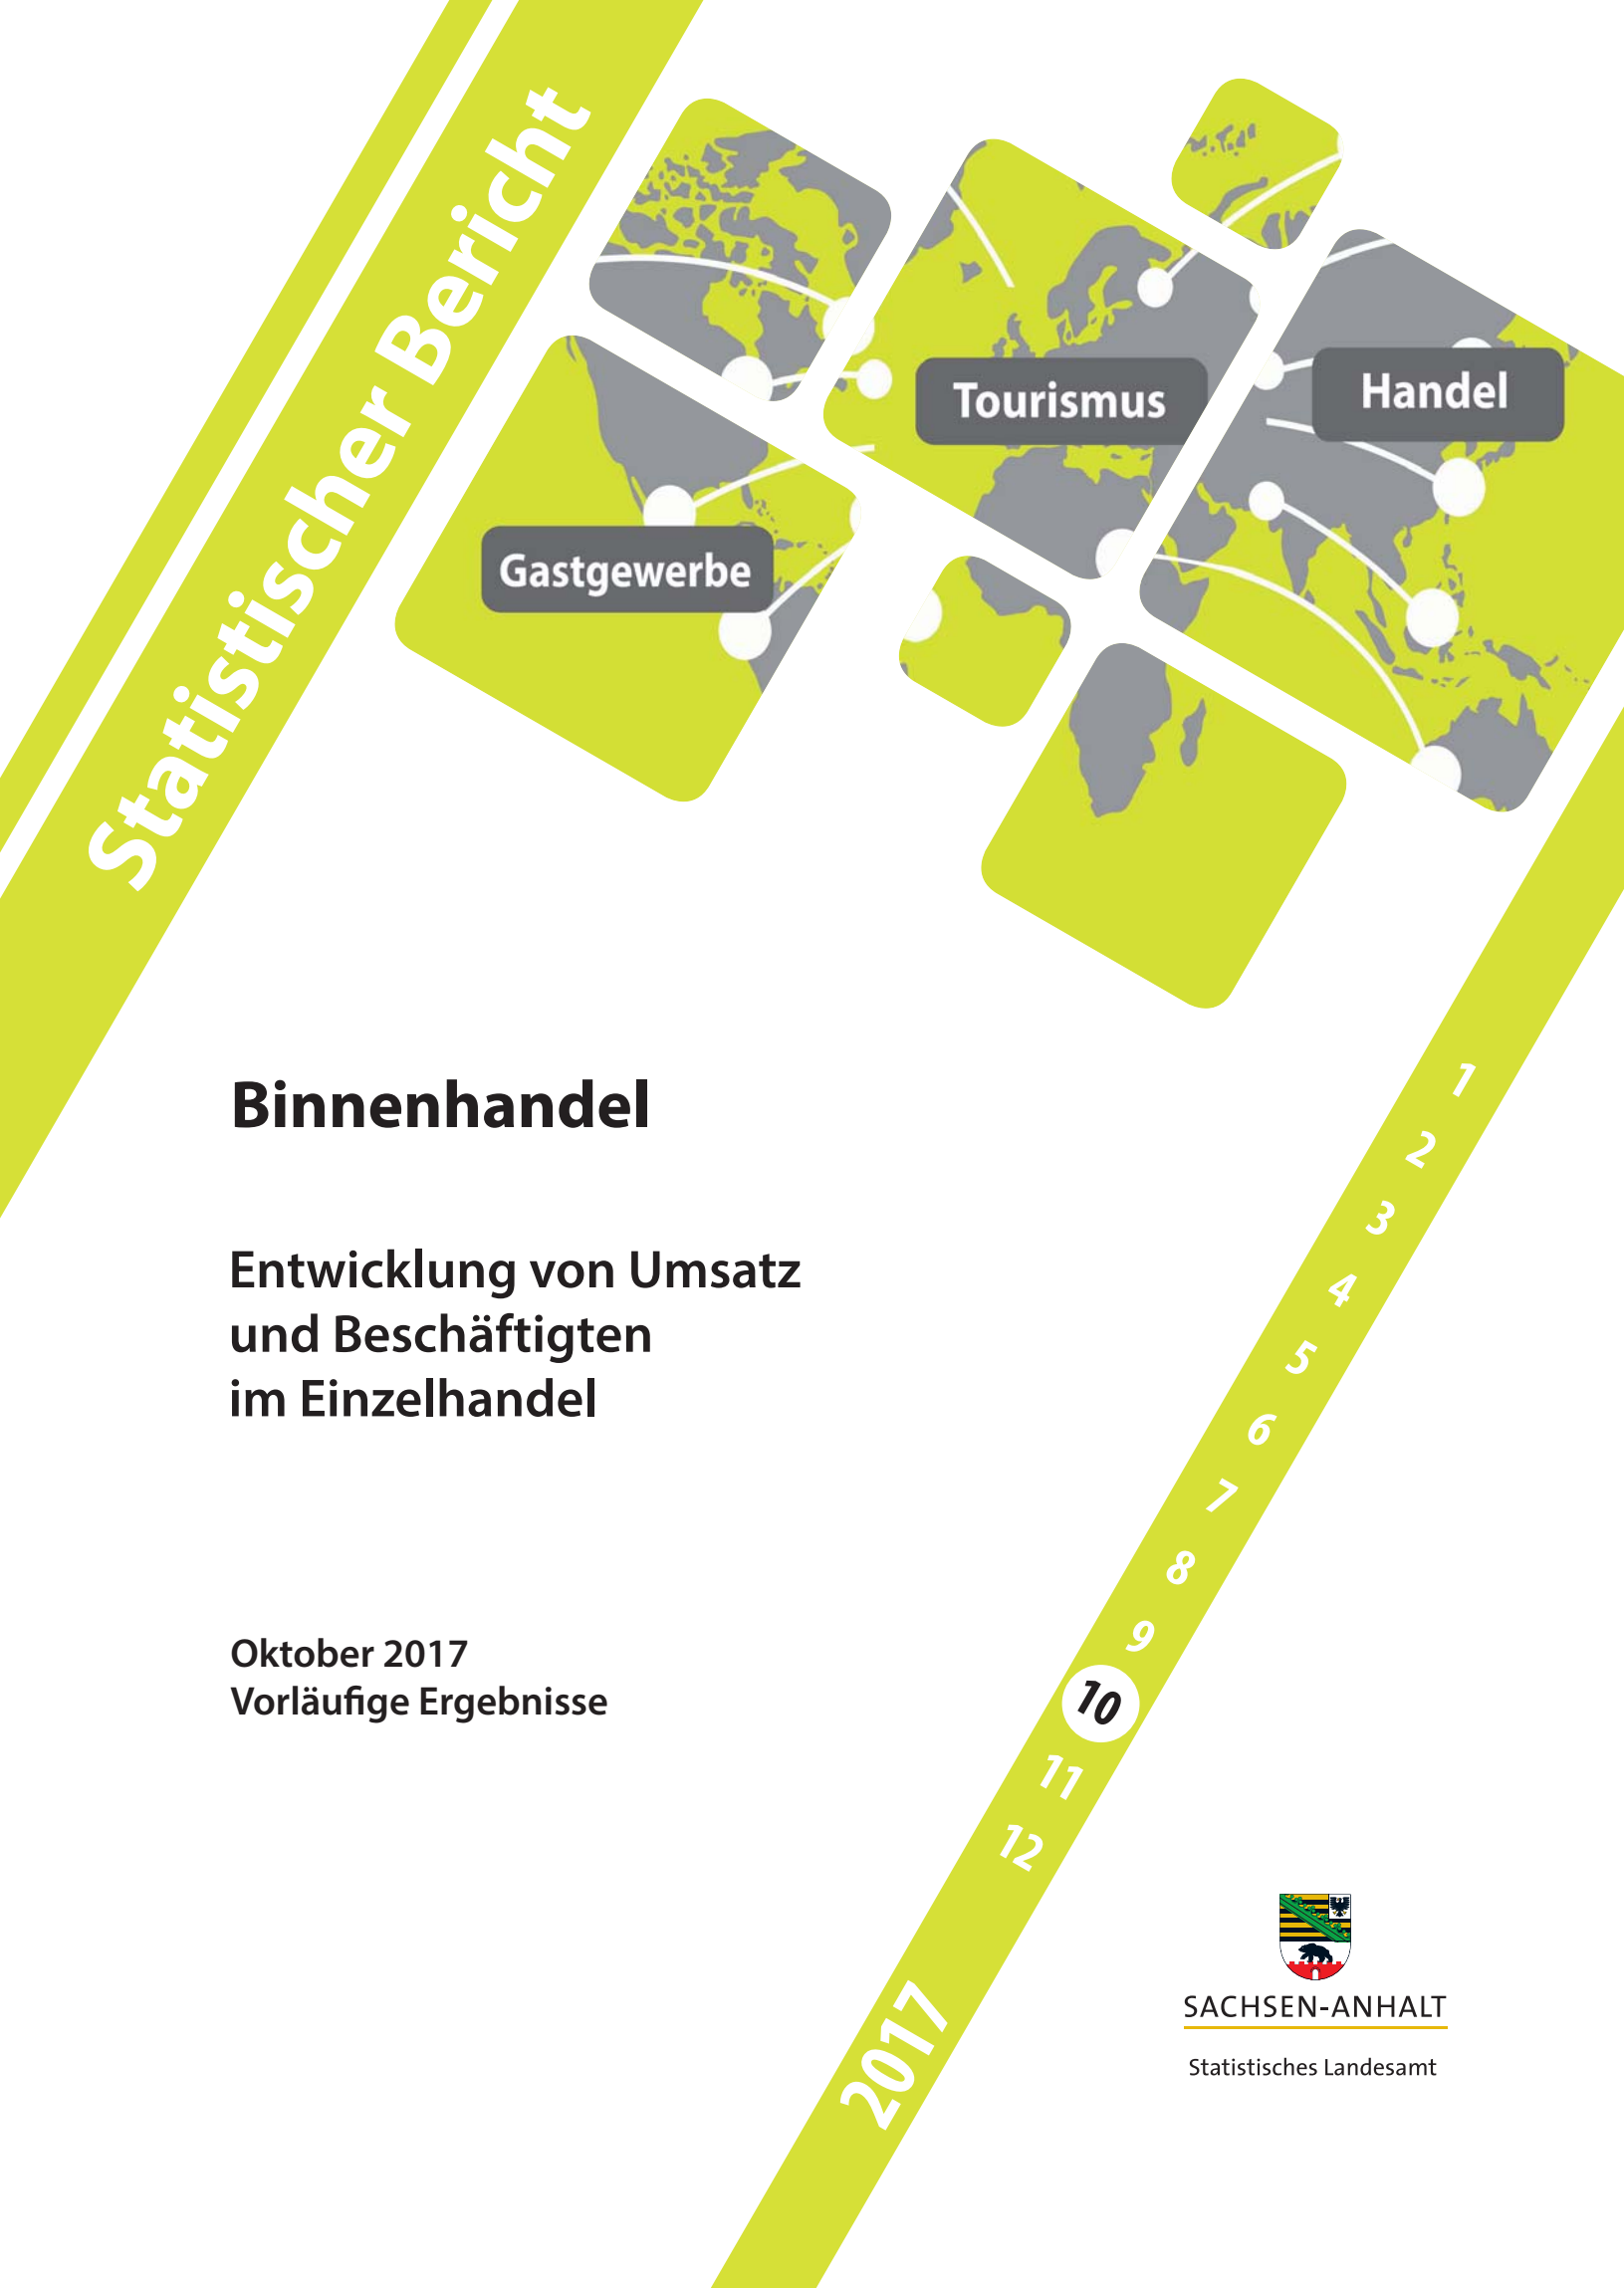 Statistischer Bericht
Tourismus
Handel
Gastgewerbe
Binnenhandel
Entwicklung von Umsatz
und Beschäftigten
im Einzelhandel
Oktober 2017
Vorläufige Ergebnisse
1
2
3
4
5
6
7
8
9
10
11
12
2017
SACHSEN-ANHALT
Statistisches Landesamt